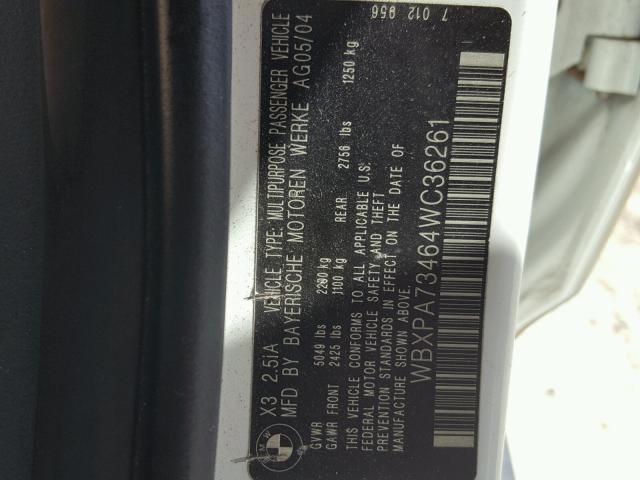 BMW
X3 2.5iA VEHICLE TYPE: MULTIPURPOSE PASSENGER VEHICLE
MFD BY BAYERISCHE MOTOREN WERKE AG05/04
GVWR 5049 lbs 2290 kg
GAWR FRONT 2425 lbs 1100 kg REAR 2756 lbs 1250 kg
THIS VEHICLE CONFORMS TO ALL APPLICABLE U.S.
FEDERAL MOTOR VEHICLE SAFETY AND THEFT
PREVENTION STANDARDS IN EFFECT ON THE DATE OF
MANUFACTURE SHOWN ABOVE.
WBXPA73464WC36261
7 012 956